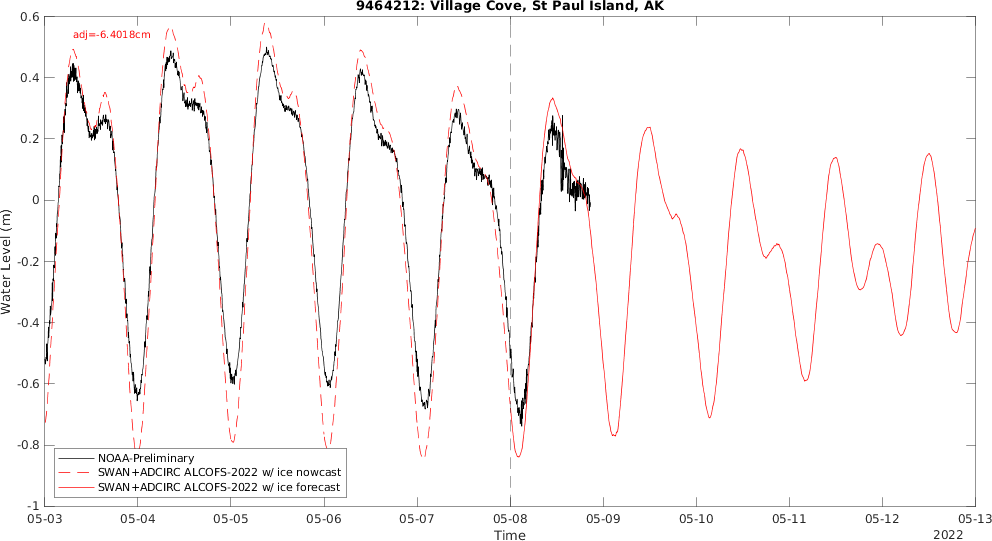 9464212: Village Cove, St Paul Island, AK
adj=-6.4018cm
Water Level (m)
0.6
0.4
0.2
0
-0.2
-0.4
-0.6
-0.8
-1
NOAA-Preliminary
SWAN+ADCIRC ALCOFS-2022 w/ ice nowcast
SWAN+ADCIRC ALCOFS-2022 w/ ice forecast
05-03 05-04 05-05 05-06 05-07 05-08 05-09 05-10 05-11 05-12 05-13
Time
2022